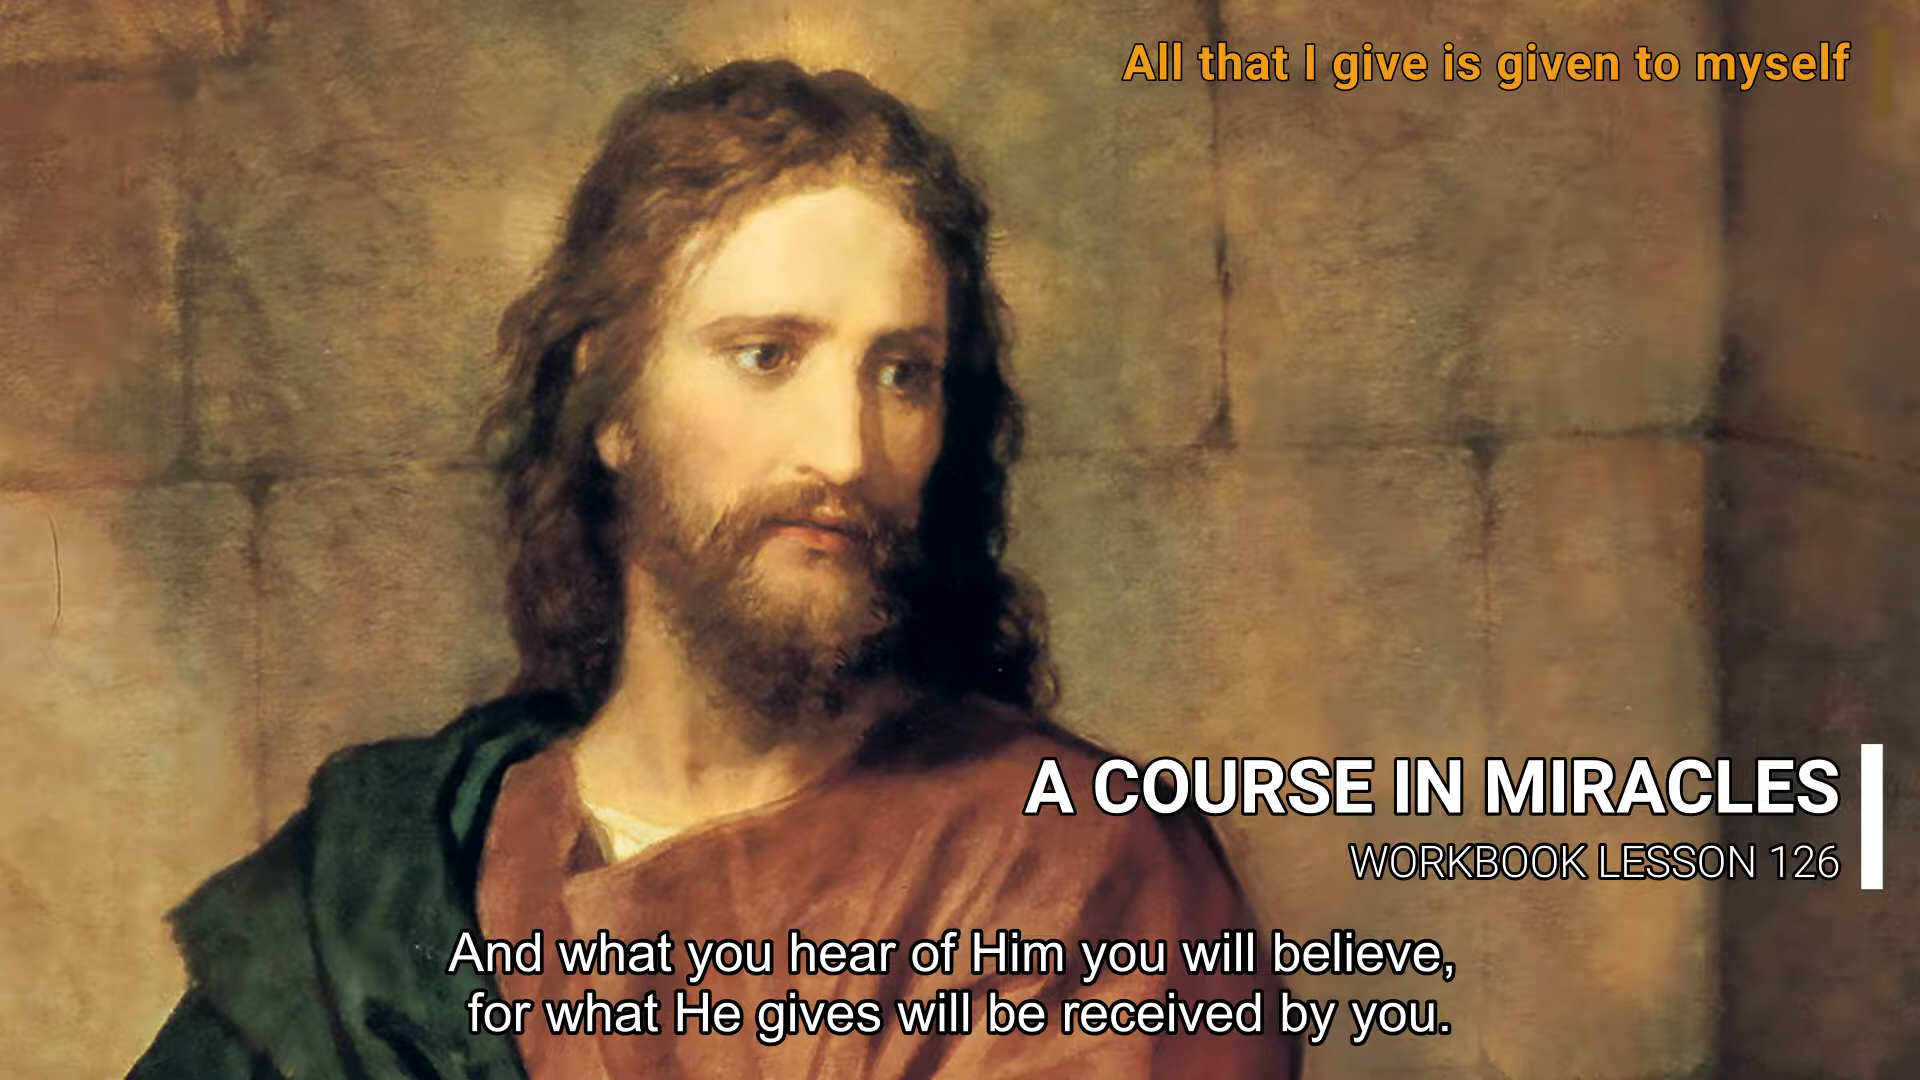 All that I give is given to myself
A COURSE IN MIRACLES
WORKBOOK LESSON 126
And what you hear of Him you will believe,
for what He gives will be received by you.